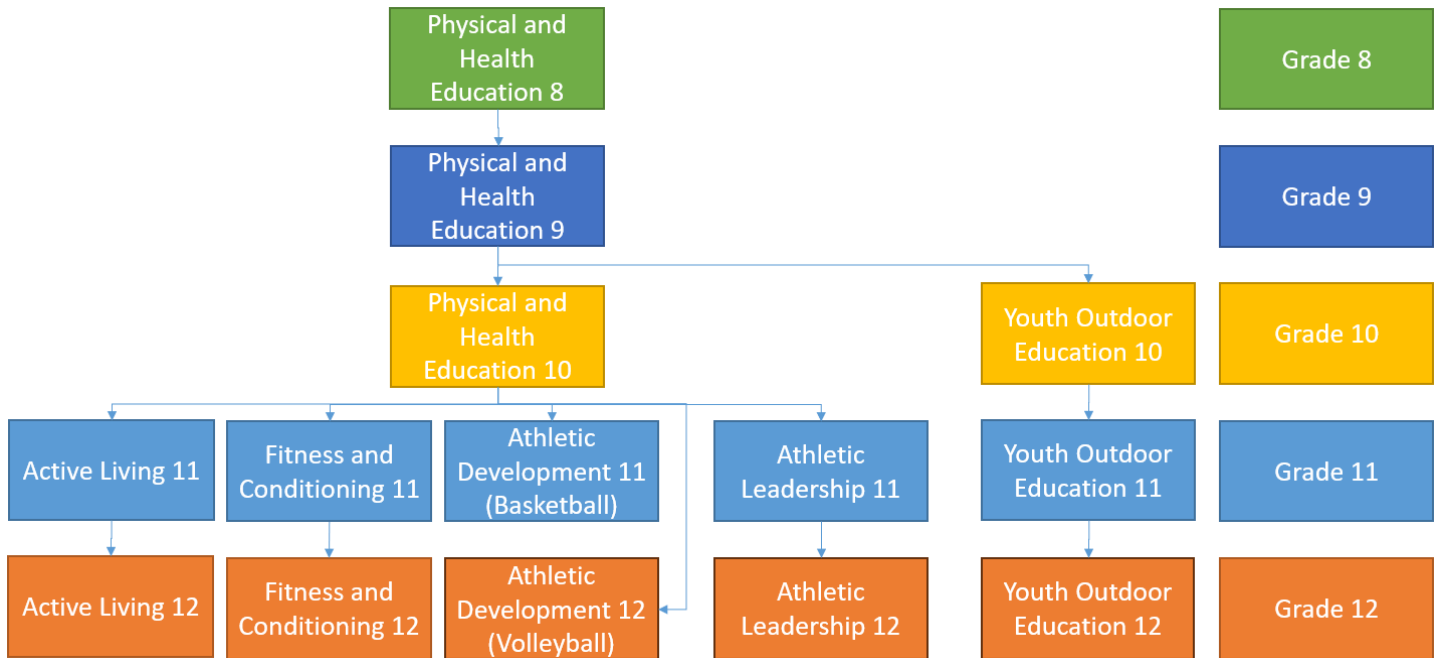 Physical and
Health
Education 8
Grade 8
Physical and
Health
Education 9
Grade 9
Physical and
Health
Education 10
Youth Outdoor
Education 10
Grade 10
Active Living 11
Fitness and
Conditioning 11
Athletic
Development 11
(Basketball)
Athletic
Leadership 11
Youth Outdoor
Education 11
Grade 11
Active Living 12
Fitness and
Conditioning 12
Athletic
Development 12
(Volleyball)
Athletic
Leadership 12
Youth Outdoor
Education 12
Grade 12